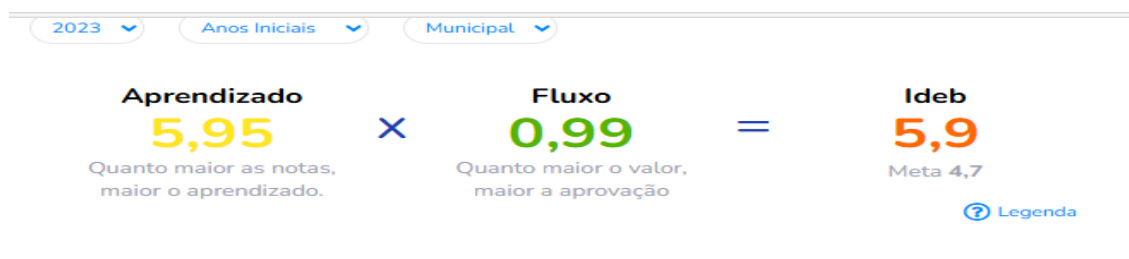 2023 Anos Iniciais Municipal
Aprendizado Fluxo Ideb
5,95 × 0,99 = 5,9
Quanto maior as notas, Quanto maior o valor, Meta 4,7
maior o aprendizado. maior a aprovação
? Legenda